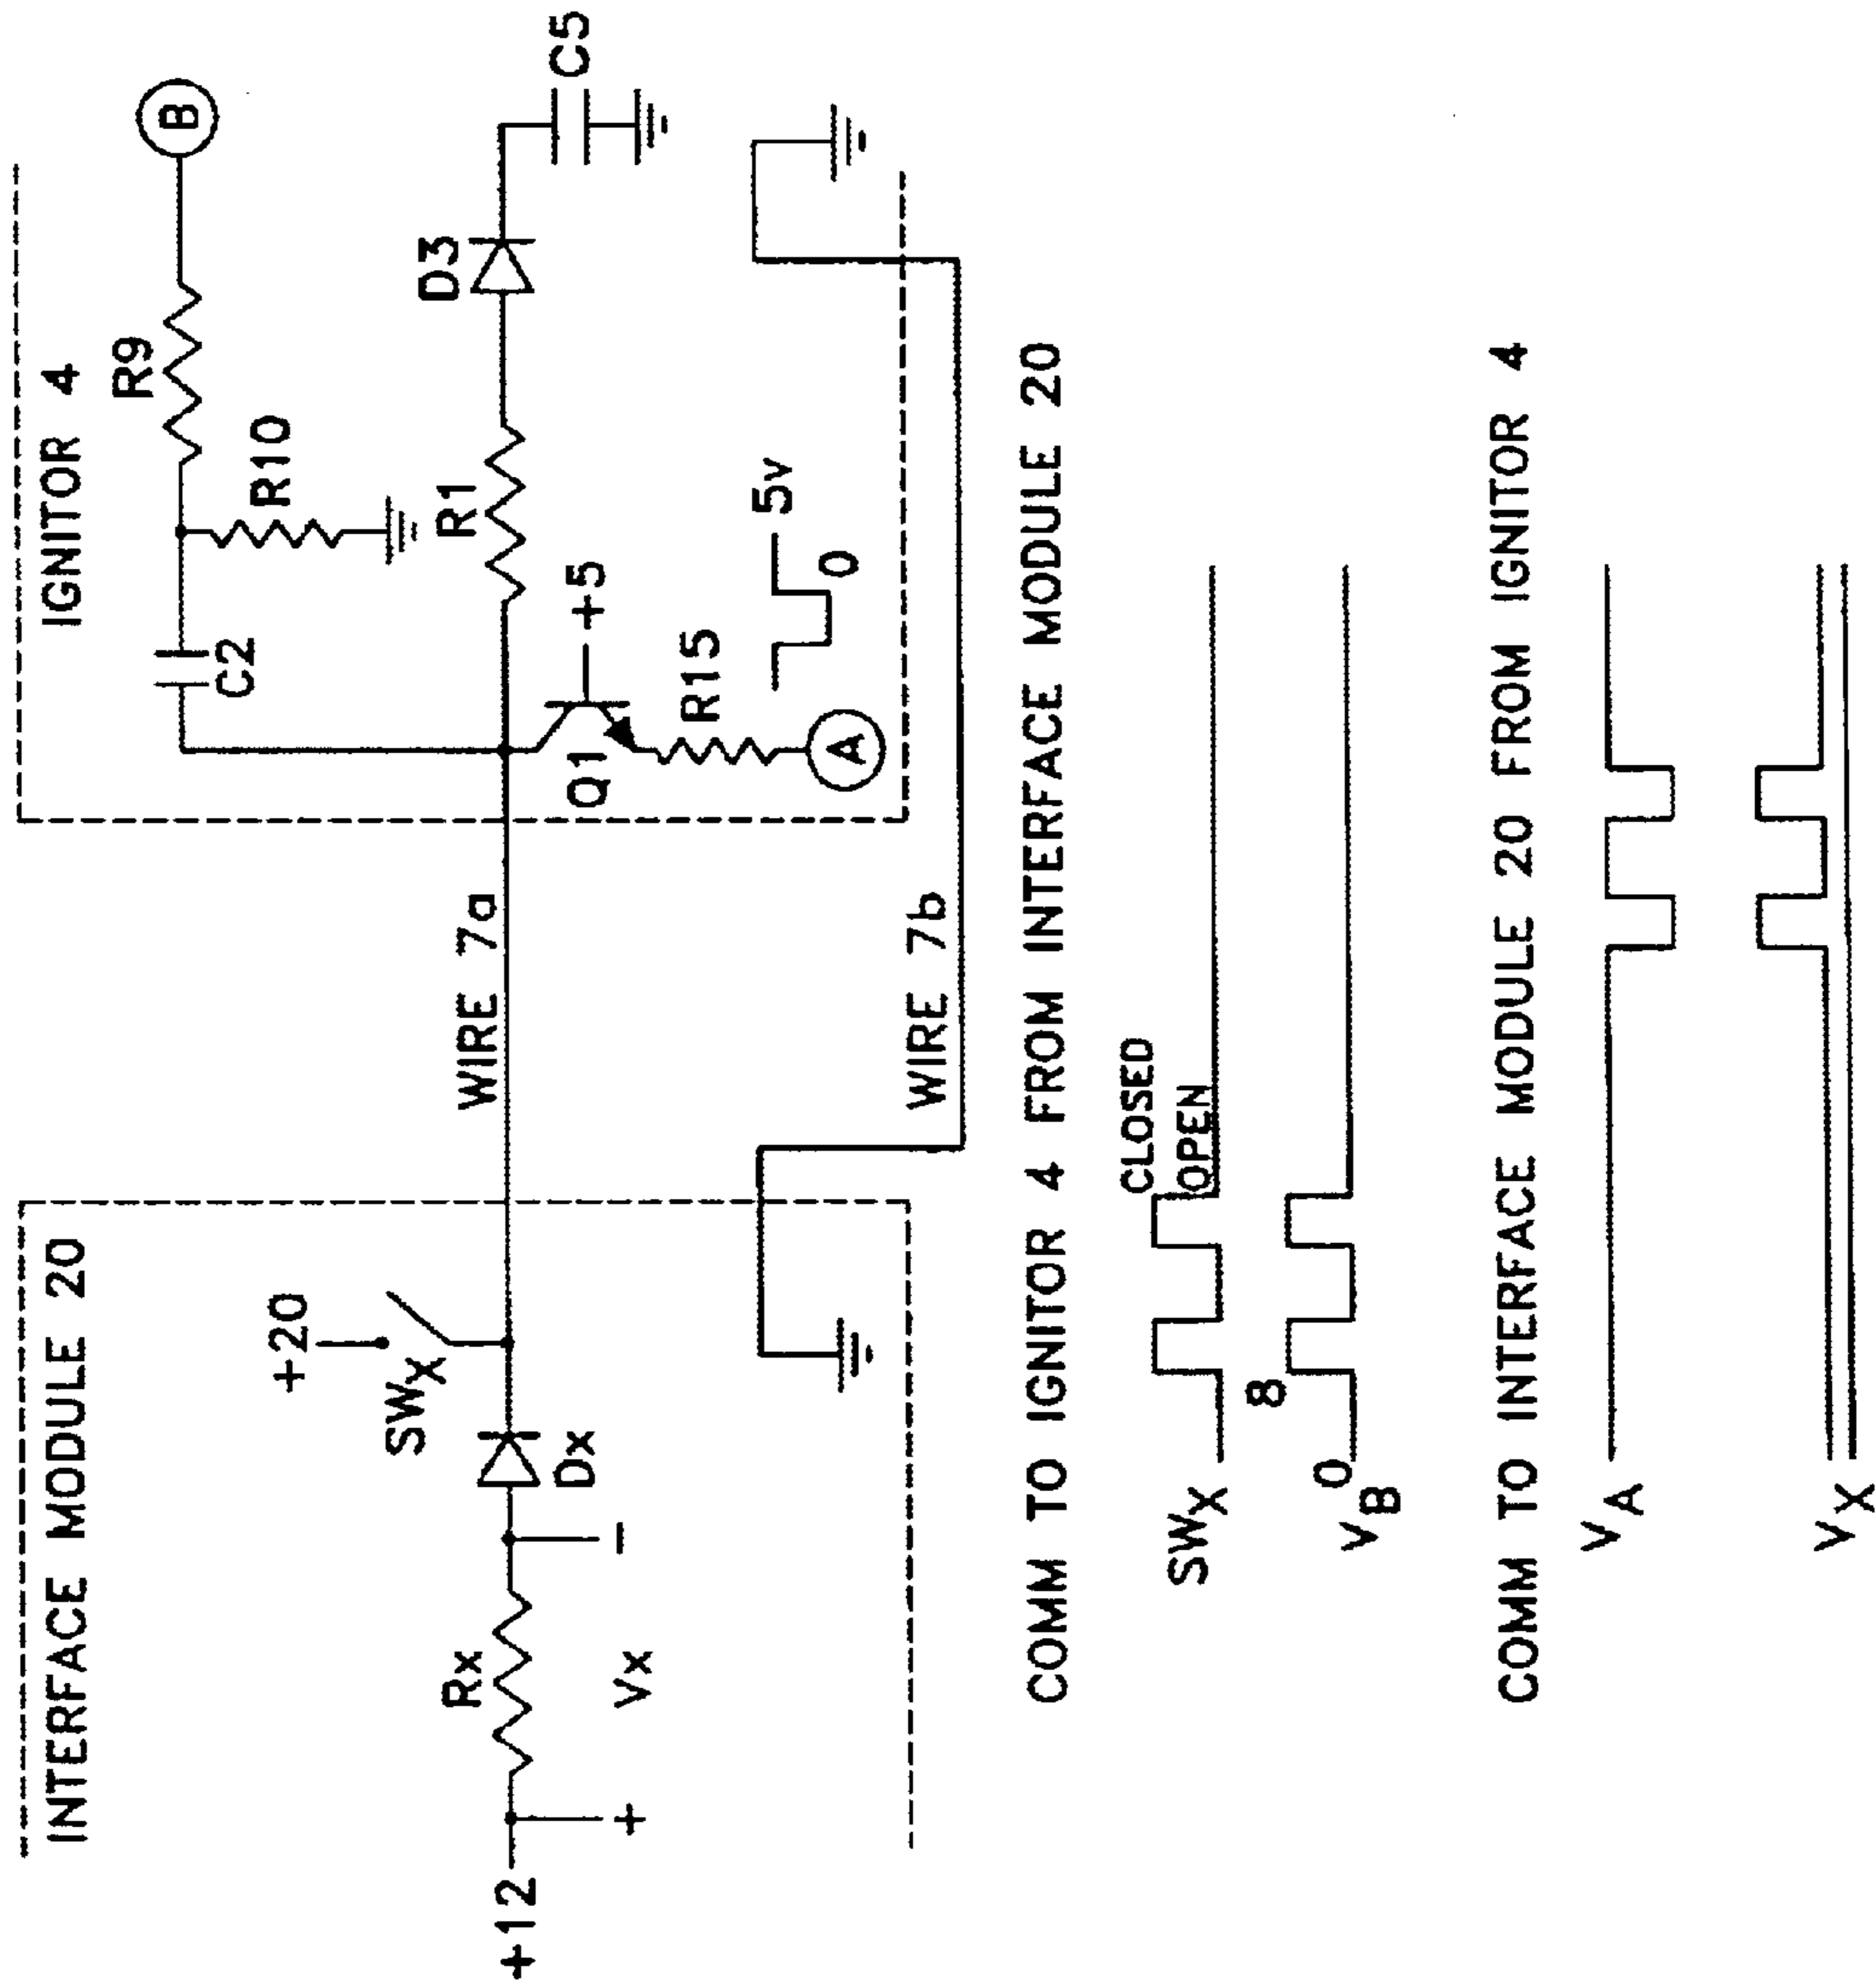 INTERFACE MODULE 20
IGNITOR 4
B
R9
C2
R10
+20
SWX
WIRE 7a
R1
D3
C5
+12
Rx
Dx
+
Vx
−
Q1
+5
R15
A
5v
0
WIRE 7b
COMM TO IGNITOR 4 FROM INTERFACE MODULE 20
SWX
CLOSED
OPEN
8
0
VB
COMM TO INTERFACE MODULE 20 FROM IGNITOR 4
VA
VX